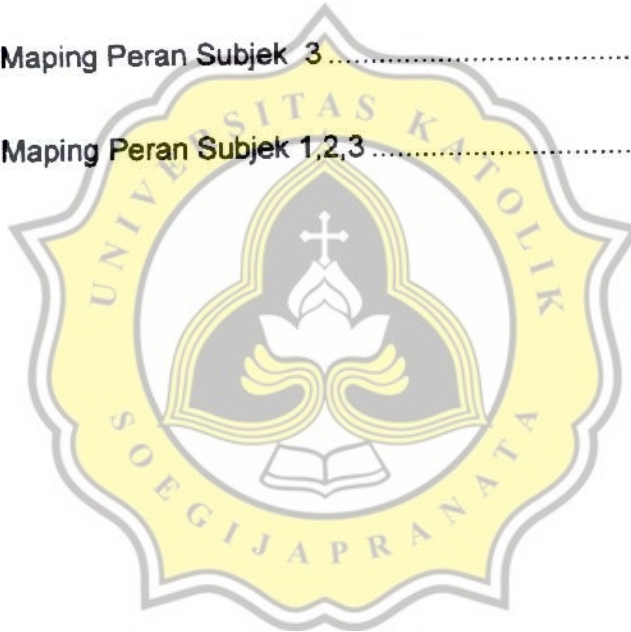 Maping Peran Subjek 3 ..............................
Maping Peran Subjek 1,2,3 ..........................
UNIVERSITAS KATOLIK
SOEGIJAPRANATA